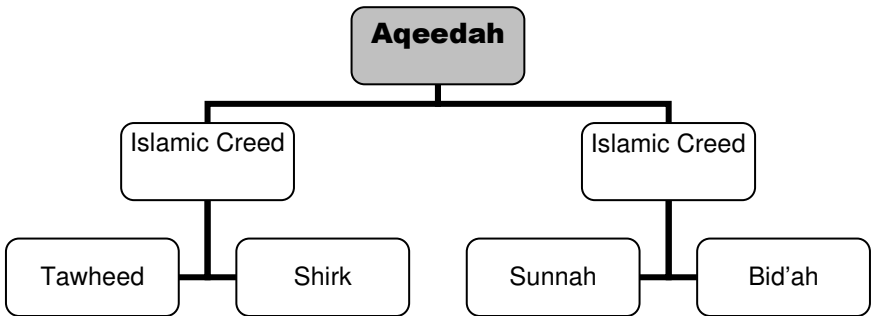 Aqeedah
Islamic Creed
Islamic Creed
Tawheed
Shirk
Sunnah
Bid’ah